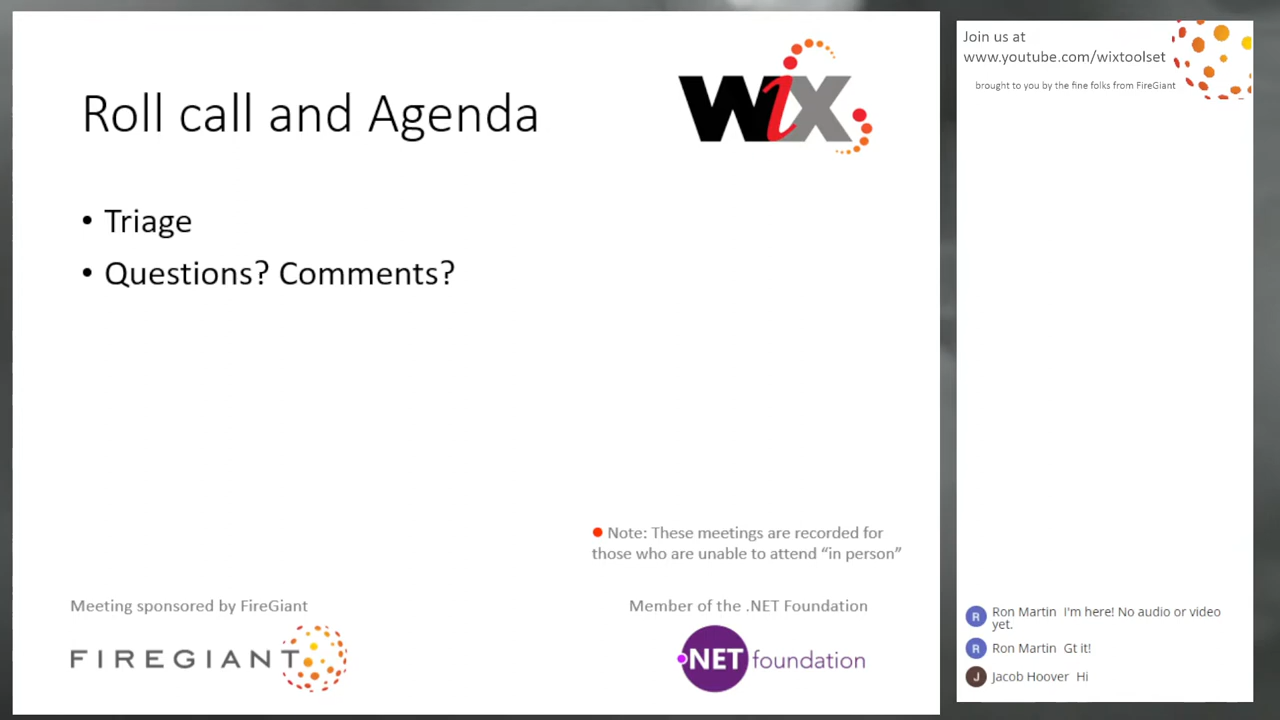 Roll call and Agenda
WiX
• Triage
• Questions? Comments?
Note: These meetings are recorded for
those who are unable to attend “in person”
Meeting sponsored by FireGiant
FIREGIANT
Member of the .NET Foundation
.NET foundation
Join us at
www.youtube.com/wixtoolset
brought to you by the fine folks from FireGiant
R Ron Martin I'm here! No audio or video
yet.
R Ron Martin Gt it!
J Jacob Hoover Hi